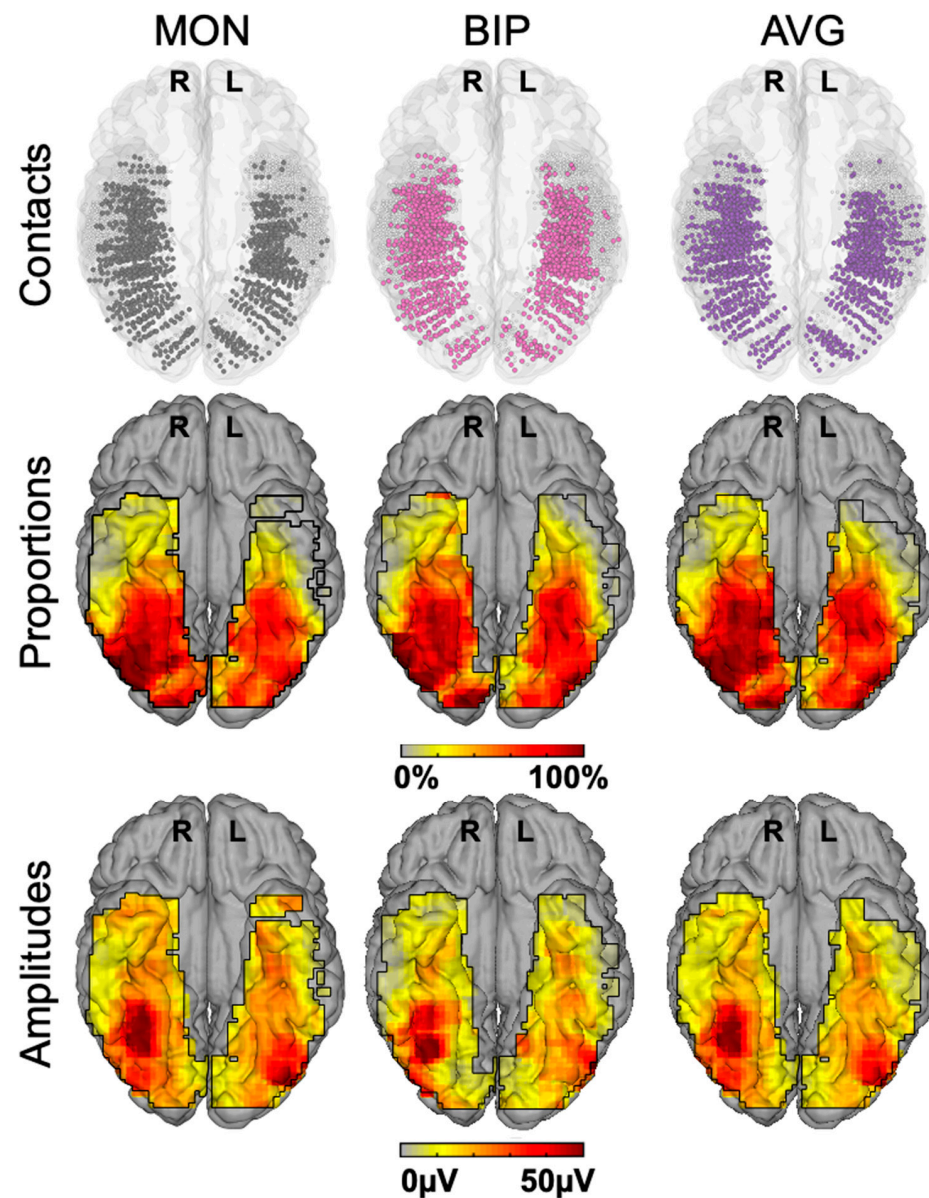 MON BIP AVG
Contacts
R L R L R L
Proportions
R L R L R L
0% 100%
Amplitudes
R L R L R L
0µV 50µV